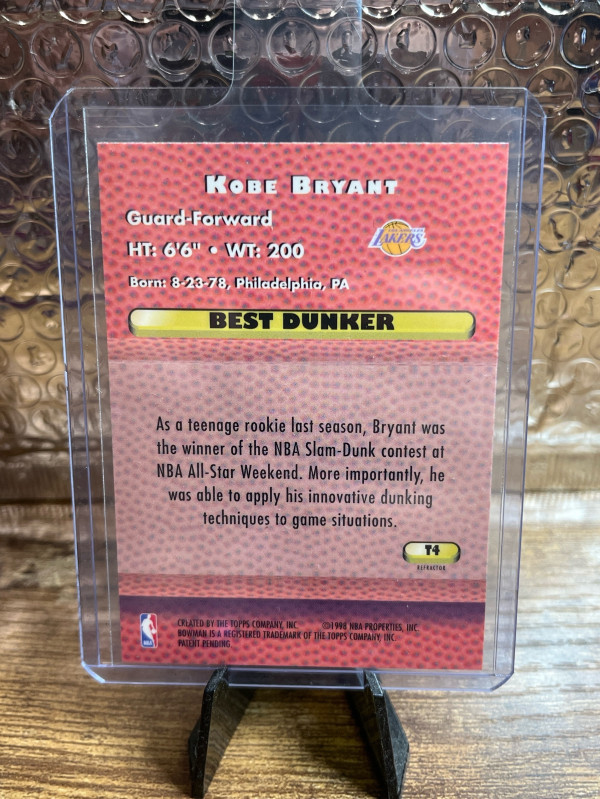 KOBE BRYANT
Guard-Forward
LAKERS
HT: 6'6" • WT: 200
Born: 8-23-78, Philadelphia, PA
BEST DUNKER
As a teenage rookie last season, Bryant was
the winner of the NBA Slam-Dunk contest at
NBA All-Star Weekend. More importantly, he
was able to apply his innovative dunking
techniques to game situations.
T4
REFRACTOR
CREATED BY THE TOPPS COMPANY, INC. ©1998 NBA PROPERTIES, INC.
BOWMAN IS A REGISTERED TRADEMARK OF THE TOPPS COMPANY, INC.
PATENT PENDING
NBA